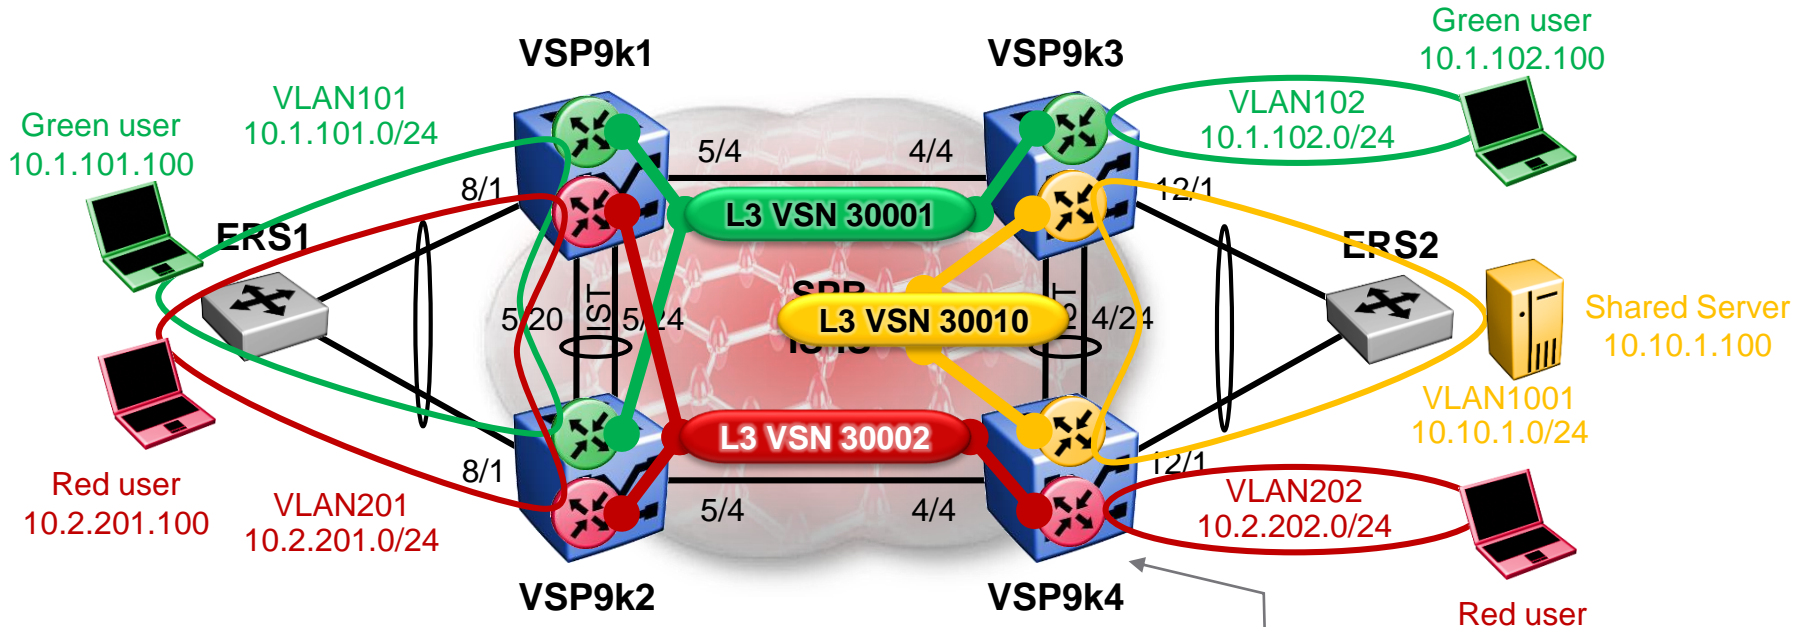 Green user
10.1.102.100
VSP9k1
VSP9k3
VLAN101
10.1.101.0/24
VLAN102
10.1.102.0/24
Green user
10.1.101.100
5/4
4/4
8/1
12/1
L3 VSN 30001
ERS1
ERS2
SPB
IST
5/20
5/24
L3 VSN 30010
4/24
Shared Server
10.10.1.100
VLAN1001
10.10.1.0/24
L3 VSN 30002
8/1
12/1
Red user
10.2.201.100
VLAN201
10.2.201.0/24
5/4
4/4
VLAN202
10.2.202.0/24
VSP9k2
VSP9k4
Red user